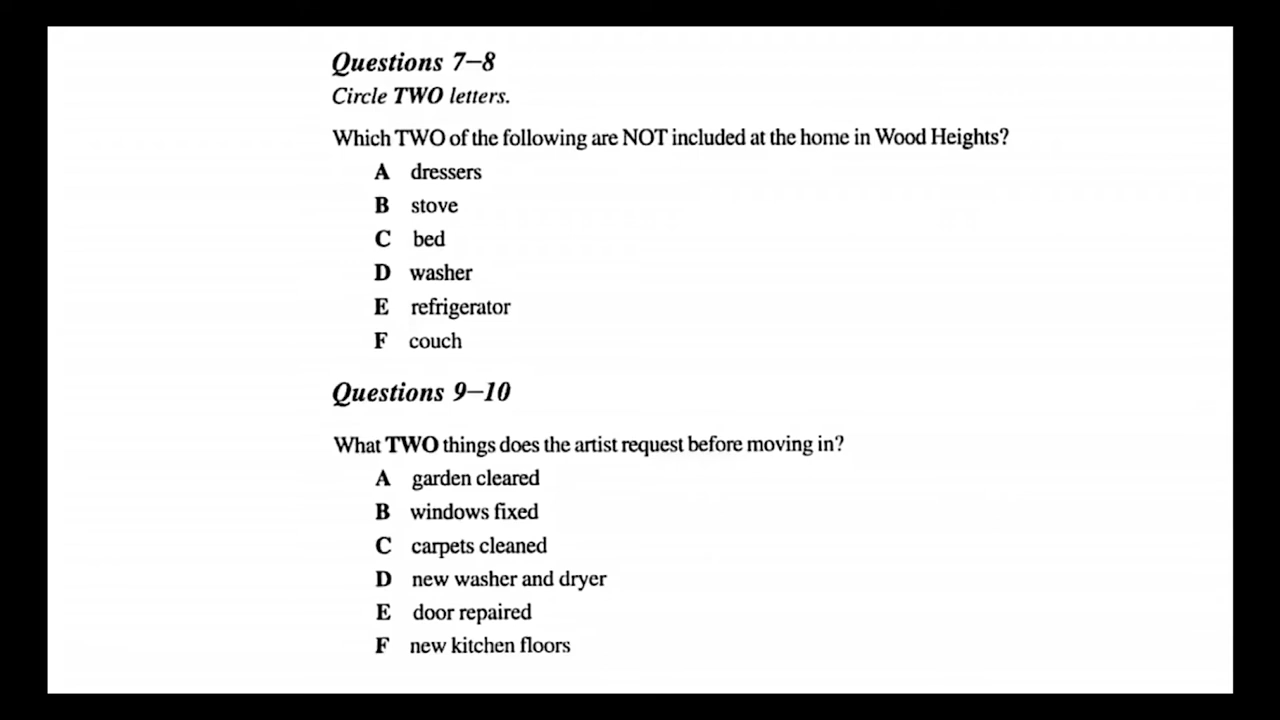 Questions 7–8
Circle TWO letters.
Which TWO of the following are NOT included at the home in Wood Heights?
A dressers
B stove
C bed
D washer
E refrigerator
F couch
Questions 9–10
What TWO things does the artist request before moving in?
A garden cleared
B windows fixed
C carpets cleaned
D new washer and dryer
E door repaired
F new kitchen floors